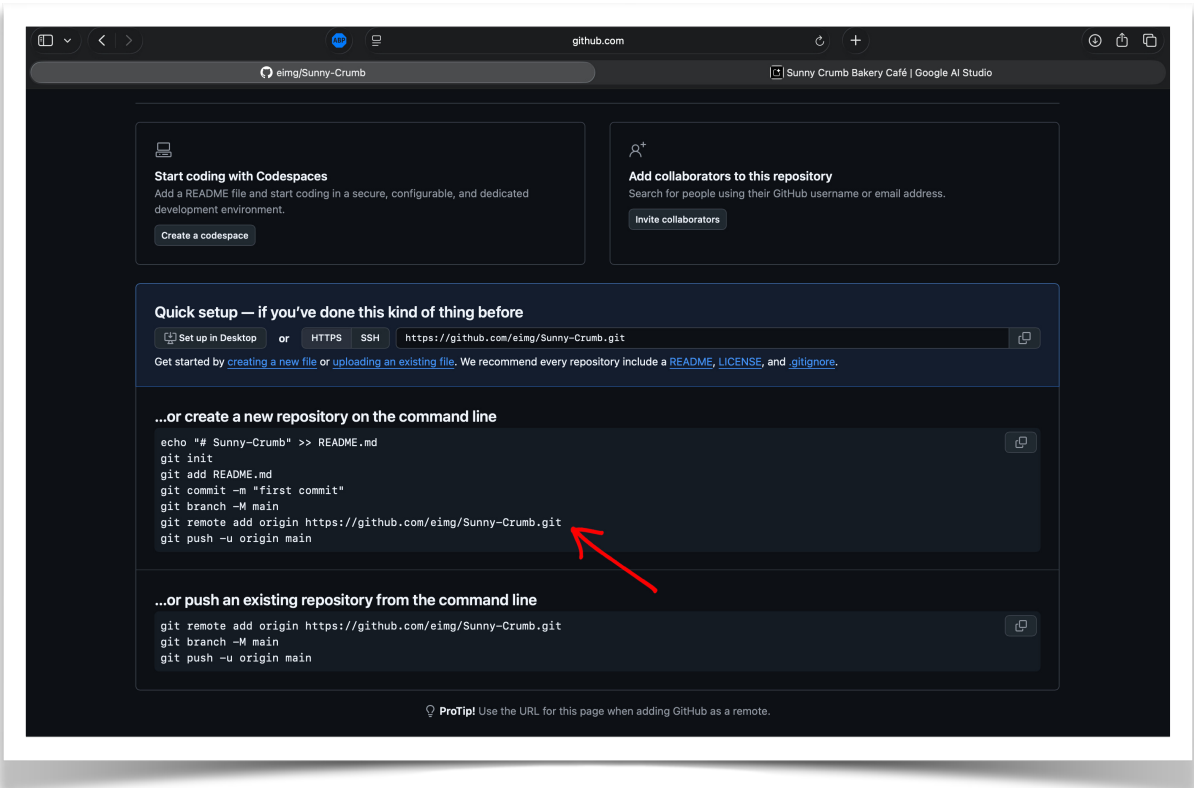 github.com
eimg/Sunny-Crumb
Sunny Crumb Bakery Café | Google AI Studio
Start coding with Codespaces
Add a README file and start coding in a secure, configurable, and dedicated
development environment.
Create a codespace
Add collaborators to this repository
Search for people using their GitHub username or email address.
Invite collaborators
Quick setup — if you’ve done this kind of thing before
Set up in Desktop or HTTPS SSH https://github.com/eimg/Sunny-Crumb.git
Get started by creating a new file or uploading an existing file. We recommend every repository include a README, LICENSE, and .gitignore.
...or create a new repository on the command line
echo "# Sunny-Crumb" >> README.md
git init
git add README.md
git commit -m "first commit"
git branch -M main
git remote add origin https://github.com/eimg/Sunny-Crumb.git
git push -u origin main
...or push an existing repository from the command line
git remote add origin https://github.com/eimg/Sunny-Crumb.git
git branch -M main
git push -u origin main
ProTip! Use the URL for this page when adding GitHub as a remote.